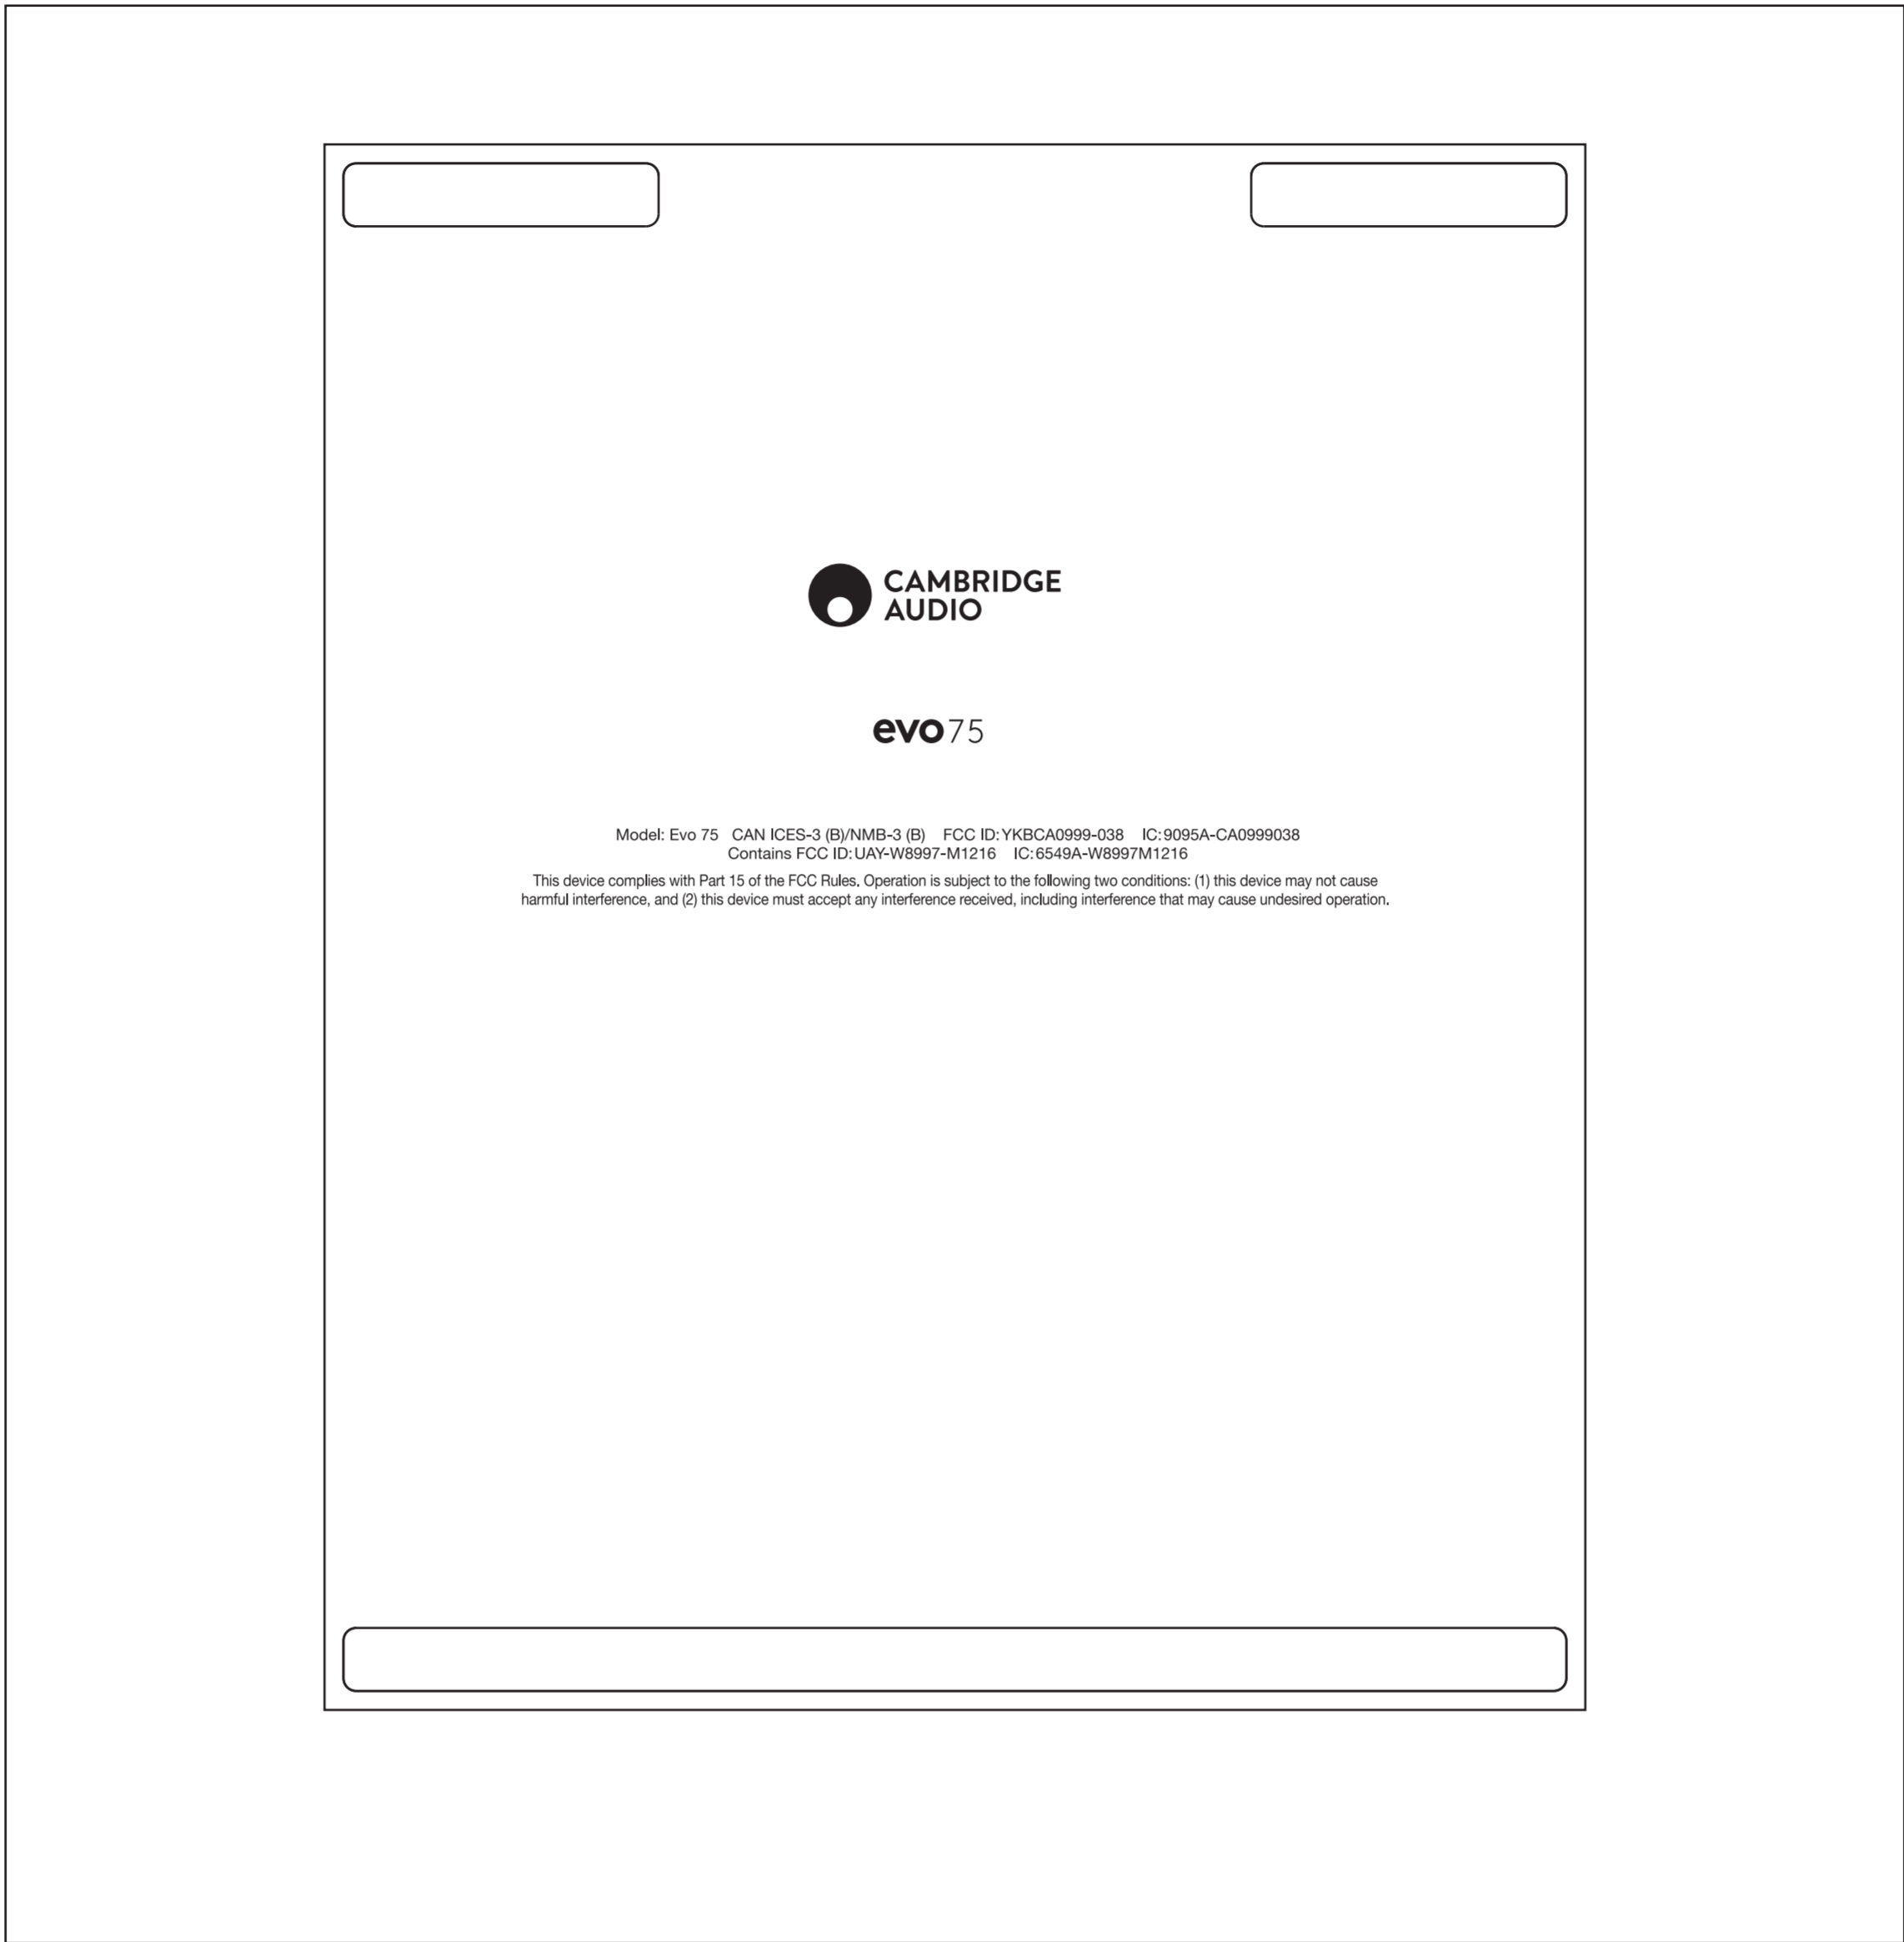 CAMBRIDGE
AUDIO
evo75
Model: Evo 75 CAN ICES-3 (B)/NMB-3 (B) FCC ID: YKBCA0999-038 IC: 9095A-CA0999038
Contains FCC ID: UAY-W8997-M1216 IC: 6549A-W8997M1216
This device complies with Part 15 of the FCC Rules. Operation is subject to the following two conditions: (1) this device may not cause
harmful interference, and (2) this device must accept any interference received, including interference that may cause undesired operation.